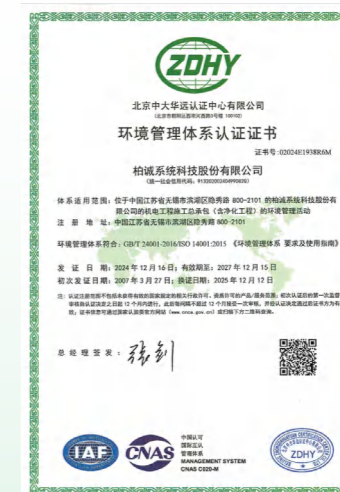 ZDHY
北京中大华远认证中心有限公司
环境管理体系认证证书
证书号:02024E1938R6M
柏诚系统科技股份有限公司
体系适用范围:位于中国江苏省无锡市滨湖区隐秀路 800-2101 的柏诚系统科技股份有
限公司的机电工程施工总承包(含净化工程)的环境管理活动
注 册 地 址:中国江苏省无锡市滨湖区隐秀路 800-2101
环境管理体系符合:GB/T 24001-2016/ISO 14001:2015 《环境管理体系 要求及使用指南》
发 证 日 期:2024 年 12 月 16 日;有效期至:2027 年 12 月 15 日
初次发证日期:2007 年 3 月 27 日;换证日期:2025 年 12 月 12 日
总 经 理 签 发:
IAF
CNAS
中国认可
国际互认
管理体系
MANAGEMENT SYSTEM
CNAS C020-M
ZDHY